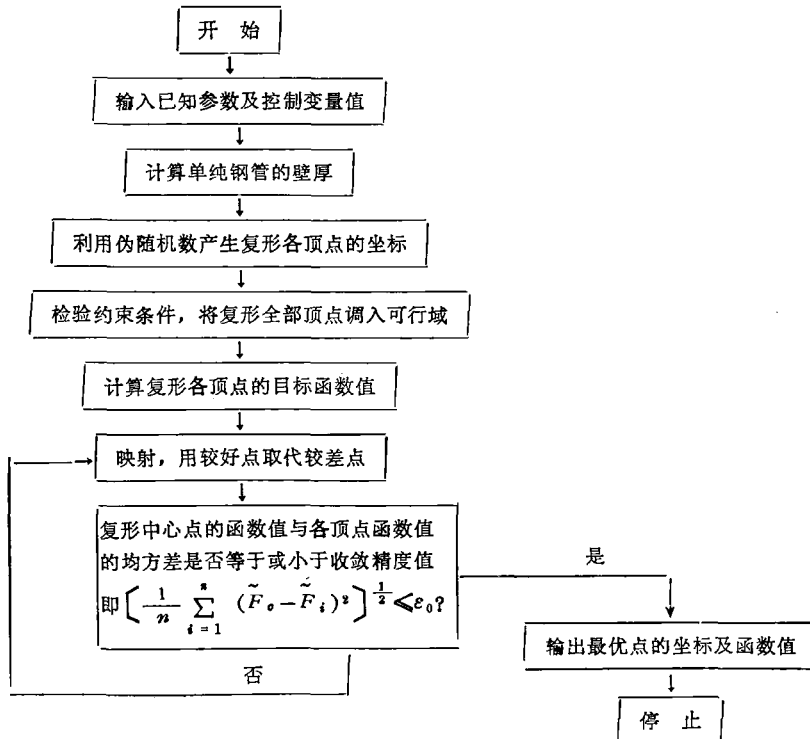 开 始
输入已知参数及控制变量值
计算单纯钢管的壁厚
利用伪随机数产生复形各顶点的坐标
检验约束条件，将复形全部顶点调入可行域
计算复形各顶点的目标函数值
映射，用较好点取代较差点
复形中心点的函数值与各顶点函数值
的均方差是否等于或小于收敛精度值
即〔1/n ∑_{i=1}^{n} (F̃_c－F̃_i)²〕^{1/2}≤ε₀?
是
否
输出最优点的坐标及函数值
停 止